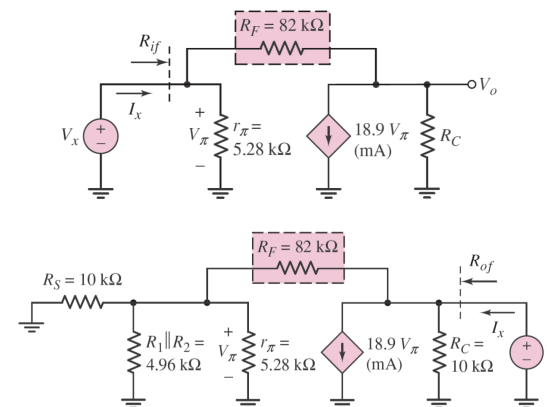 R_F = 82 kΩ
R_if
I_x
V_x
+
−
+
V_π
−
r_π =
5.28 kΩ
18.9 V_π
(mA)
R_C
V_o
R_F = 82 kΩ
R_S = 10 kΩ
R_of
I_x
R_1 || R_2 =
4.96 kΩ
+
V_π
−
r_π =
5.28 kΩ
18.9 V_π
(mA)
R_C =
10 kΩ
+
−